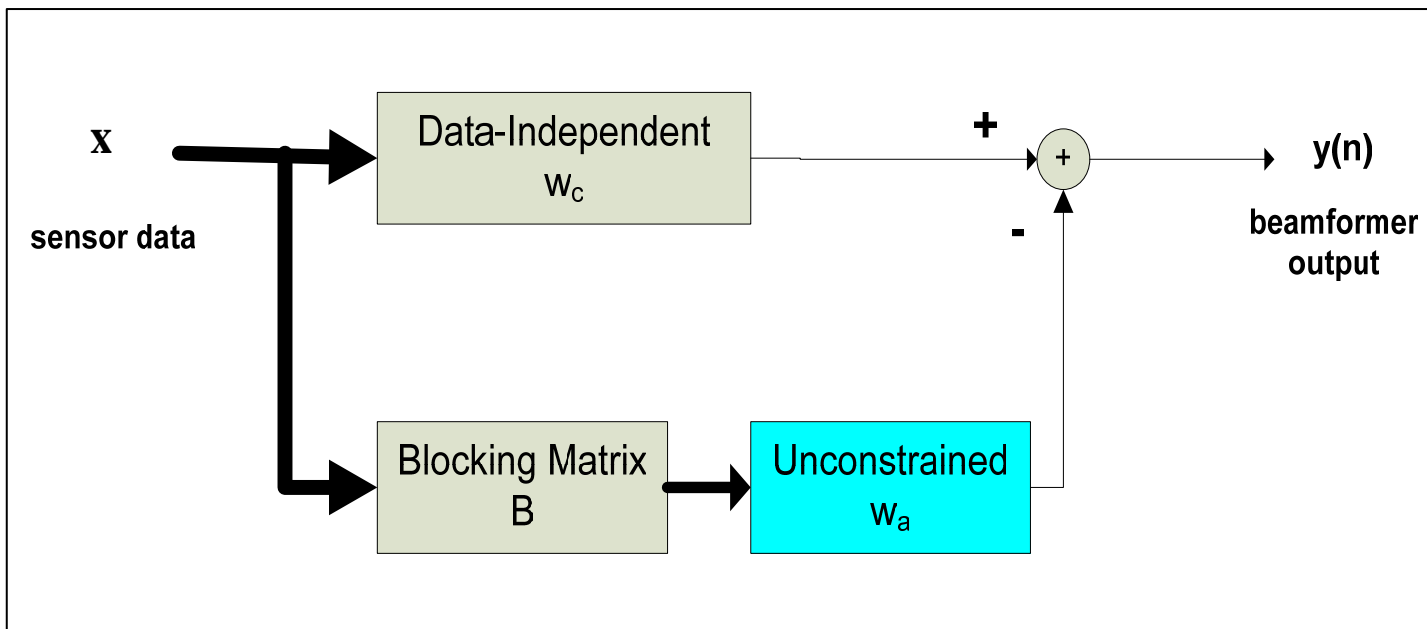 x
sensor data
Data-Independent
wc
+
+
-
y(n)
beamformer
output
Blocking Matrix
B
Unconstrained
wa